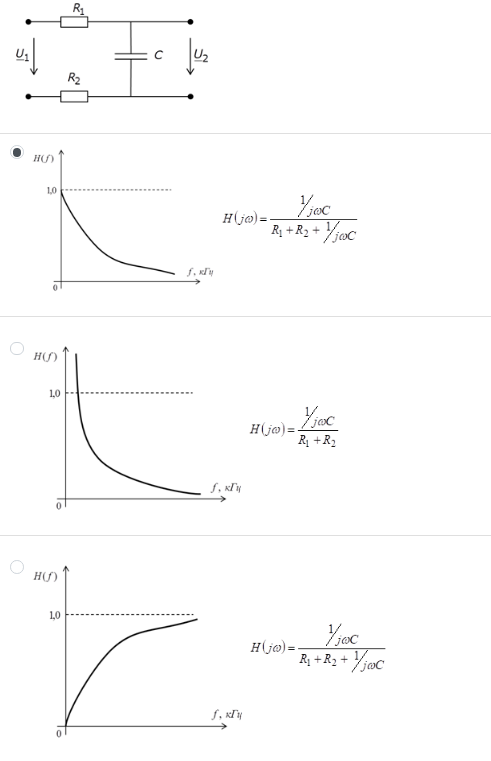 R₁
U₁
C
U₂
R₂
H(f)
1,0
0
f, кГц
H(jω) = (1/jωC) / (R₁ + R₂ + 1/jωC)
H(f)
1,0
0
f, кГц
H(jω) = (1/jωC) / (R₁ + R₂)
H(f)
1,0
0
f, кГц
H(jω) = (1/jωC) / (R₁ + R₂ + 1/jωC)